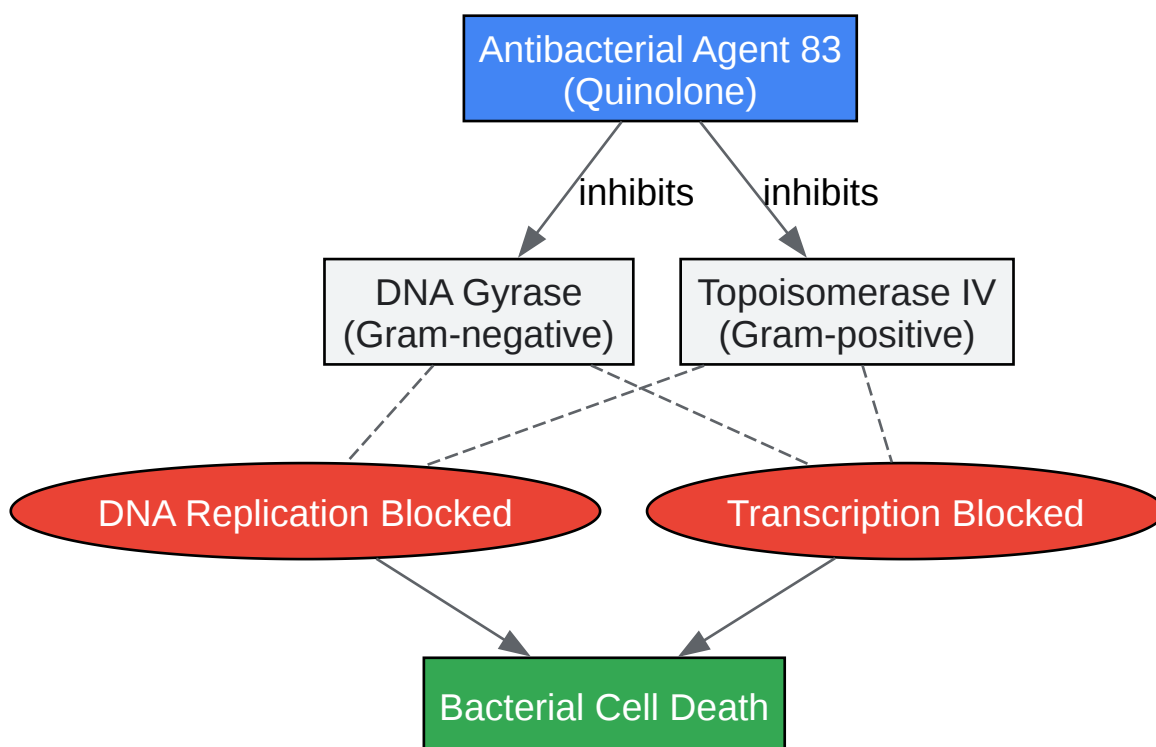 Antibacterial Agent 83
(Quinolone)
inhibits
inhibits
DNA Gyrase
(Gram-negative)
Topoisomerase IV
(Gram-positive)
DNA Replication Blocked
Transcription Blocked
Bacterial Cell Death